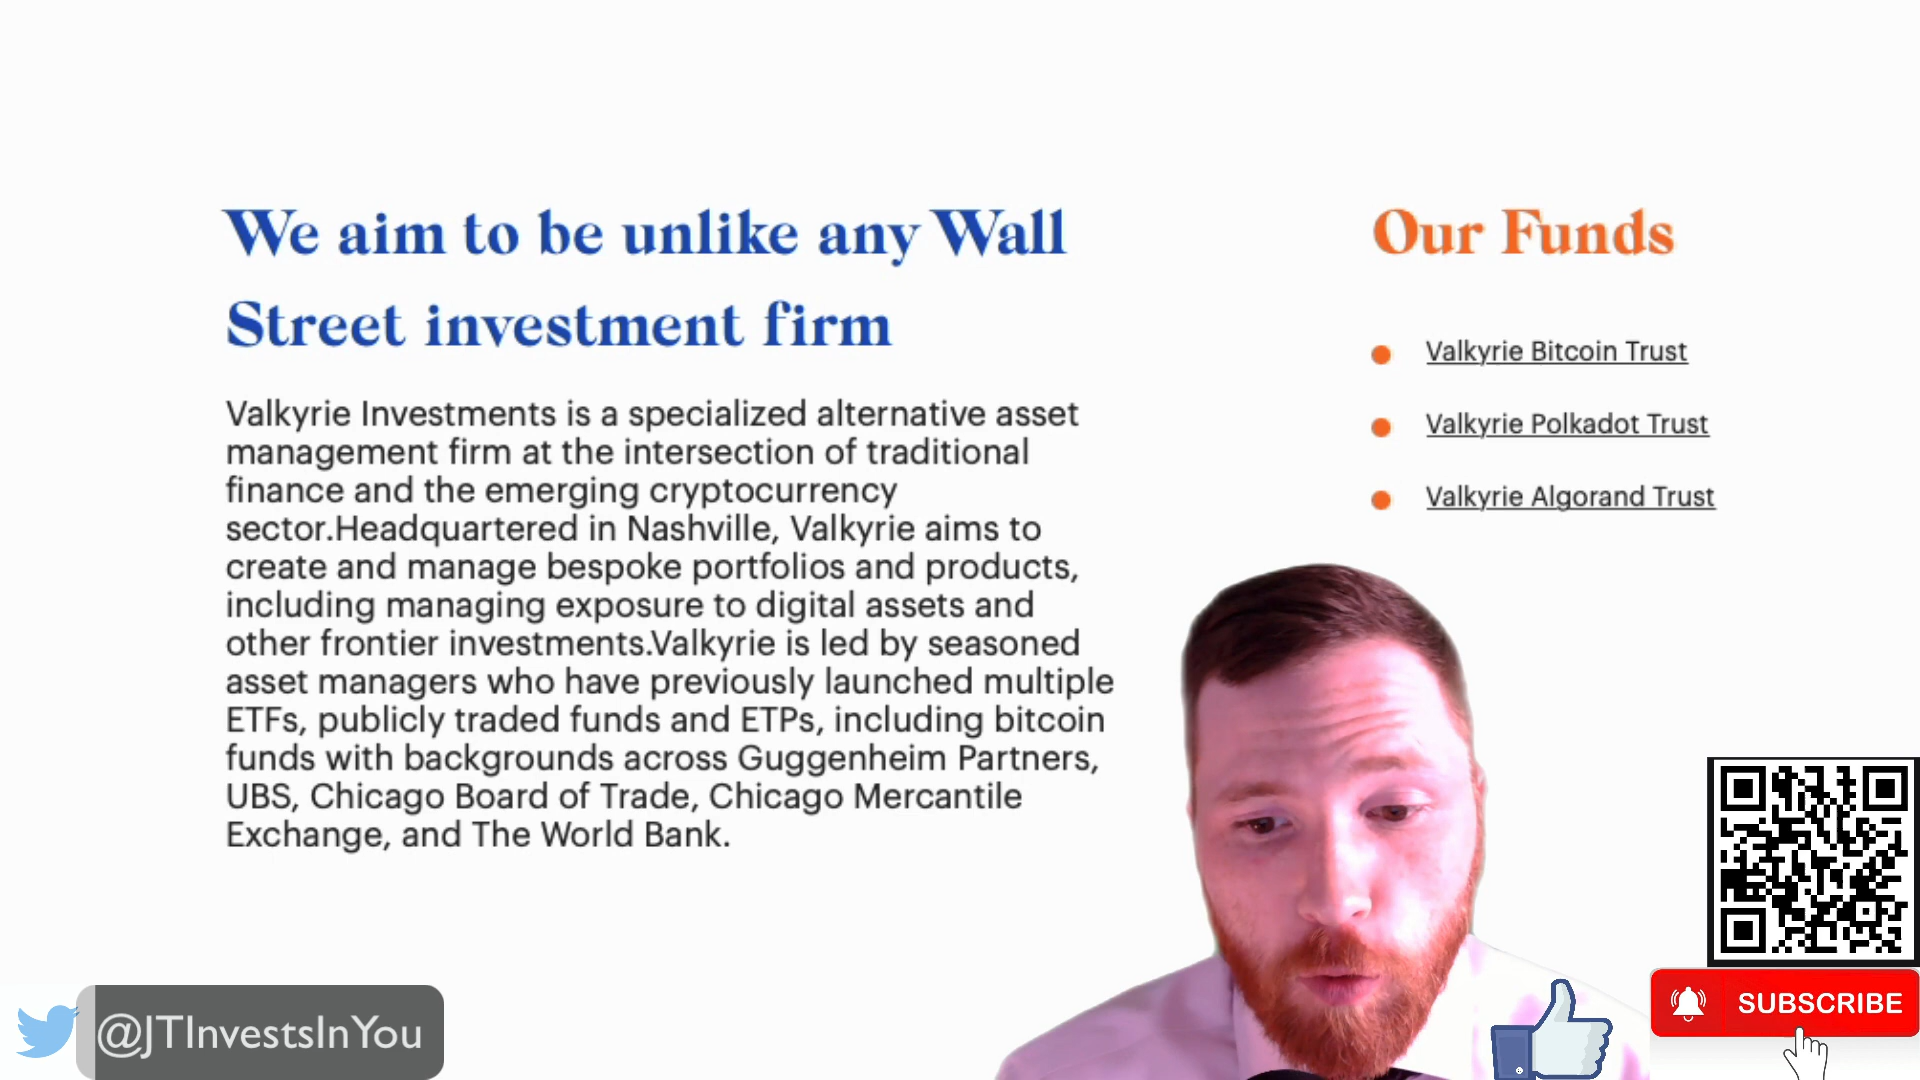 We aim to be unlike any Wall
Street investment firm
Valkyrie Investments is a specialized alternative asset
management firm at the intersection of traditional
finance and the emerging cryptocurrency
sector.Headquartered in Nashville, Valkyrie aims to
create and manage bespoke portfolios and products,
including managing exposure to digital assets and
other frontier investments.Valkyrie is led by seasoned
asset managers who have previously launched multiple
ETFs, publicly traded funds and ETPs, including bitcoin
funds with backgrounds across Guggenheim Partners,
UBS, Chicago Board of Trade, Chicago Mercantile
Exchange, and The World Bank.
Our Funds
Valkyrie Bitcoin Trust
Valkyrie Polkadot Trust
Valkyrie Algorand Trust
@JTInvestsInYou
SUBSCRIBE